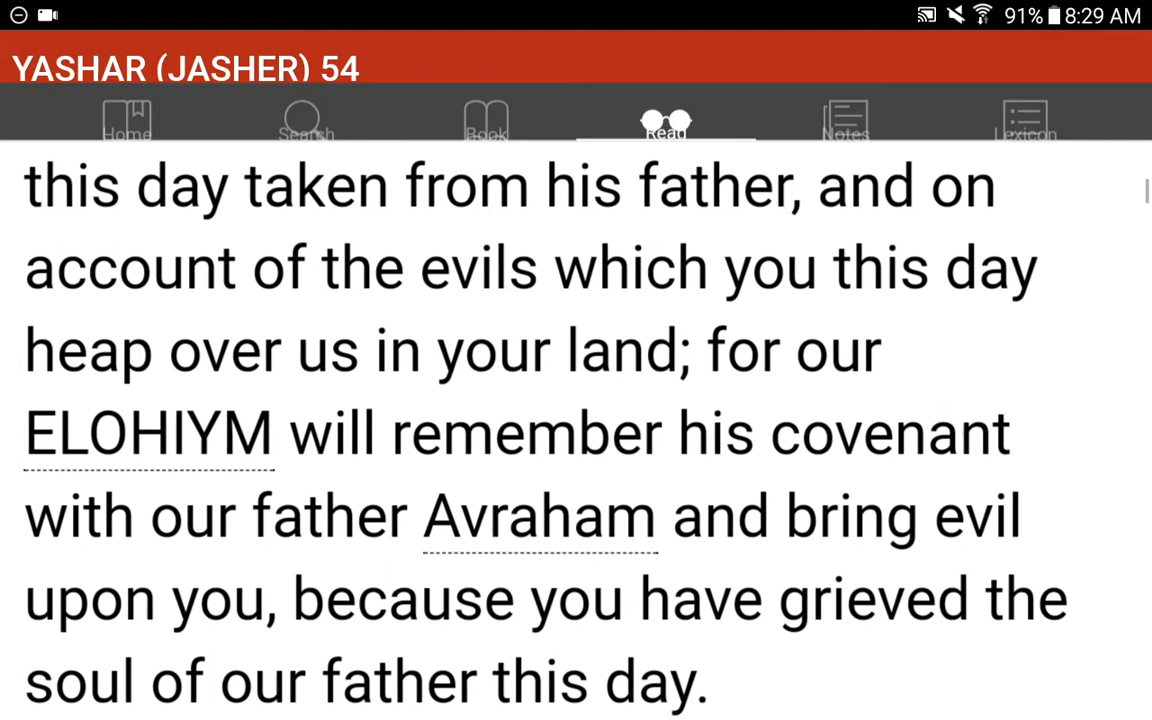 91% 8:29 AM
YASHAR (JASHER) 54
Home Search Book Read Notes Lexicon
this day taken from his father, and on
account of the evils which you this day
heap over us in your land; for our
ELOHIYM will remember his covenant
with our father Avraham and bring evil
upon you, because you have grieved the
soul of our father this day.